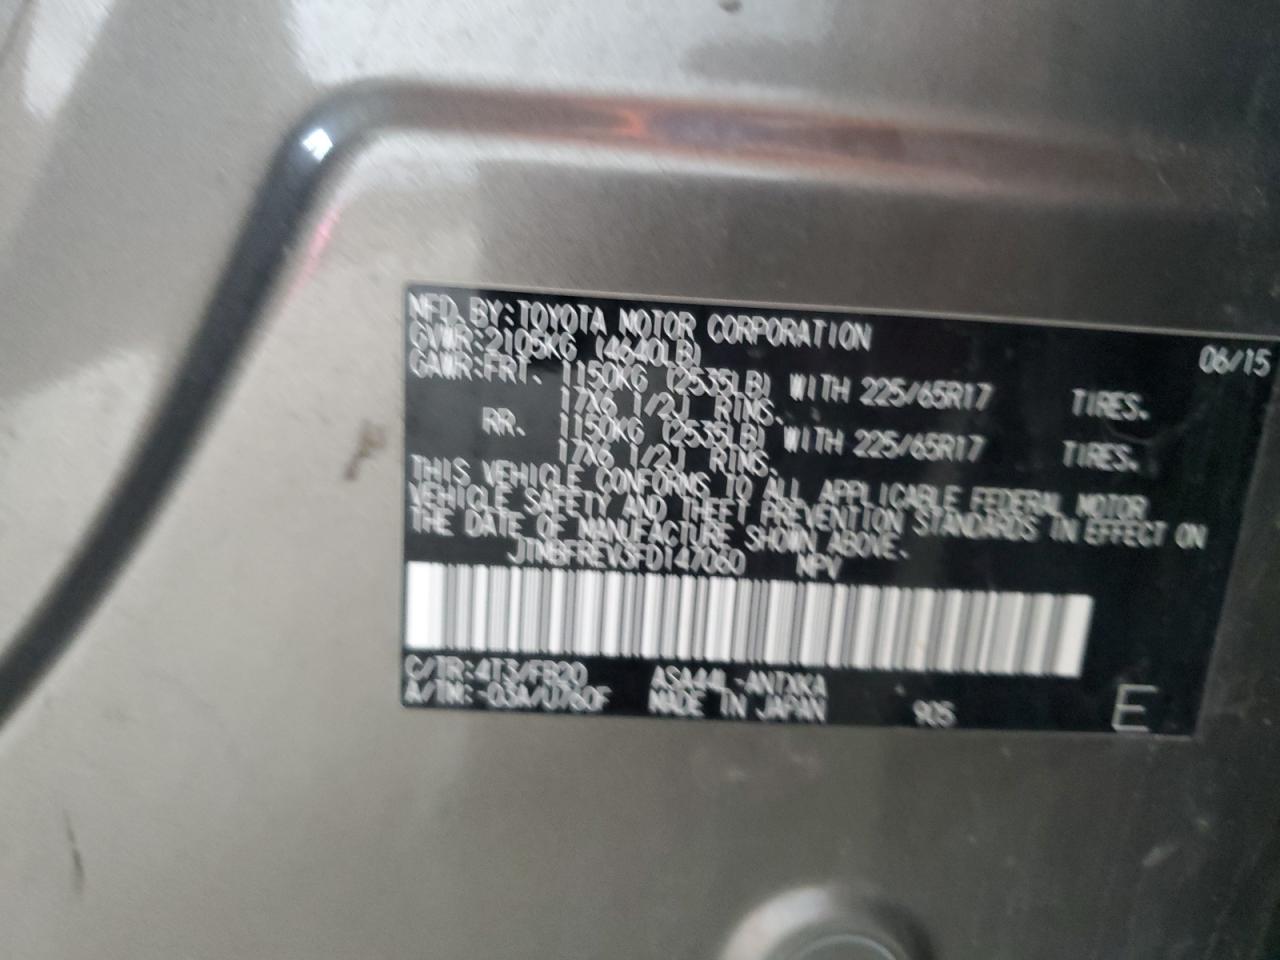 MFD. BY: TOYOTA MOTOR CORPORATION 06/15
GVWR: 2105KG (4640LB)
GAWR: FRT. 1150KG (2535LB) WITH 225/65R17 TIRES.
17X6 1/2J RIMS.
RR. 1150KG (2535LB) WITH 225/65R17 TIRES.
17X6 1/2J RIMS.
THIS VEHICLE CONFORMS TO ALL APPLICABLE FEDERAL MOTOR
VEHICLE SAFETY AND THEFT PREVENTION STANDARDS IN EFFECT ON
THE DATE OF MANUFACTURE SHOWN ABOVE.
MPV
C/TR: 4T3/FB20 ASA44L-ANTXKA
A/TM: -03A/U760F MADE IN JAPAN 905 E